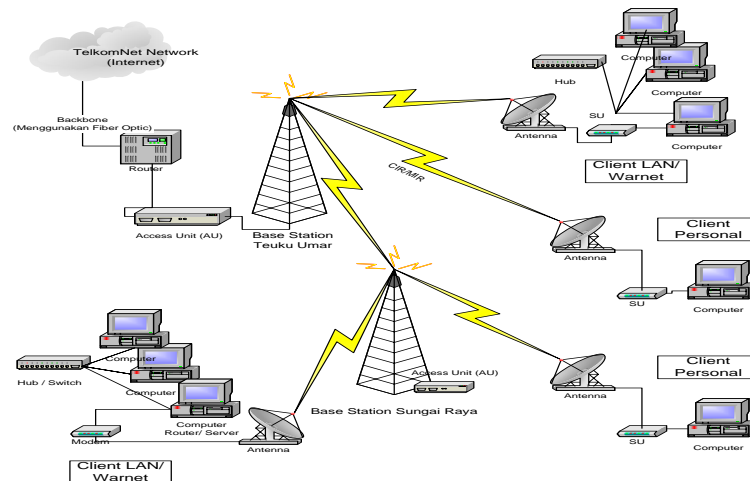 TelkomNet Network
(Internet)
Backbone
(Menggunakan Fiber Optic)
Router
Access Unit (AU)
Base Station
Teuku Umar
CIR/MIR
Antenna
Hub
SU
Computer
Computer
Computer
Client LAN/
Warnet
Client
Personal
Antenna
SU
Computer
Client
Personal
Antenna
SU
Computer
Access Unit (AU)
Base Station Sungai Raya
Computer
Computer
Computer
Router/ Server
Hub / Switch
Modem
Antenna
Client LAN/
Warnet